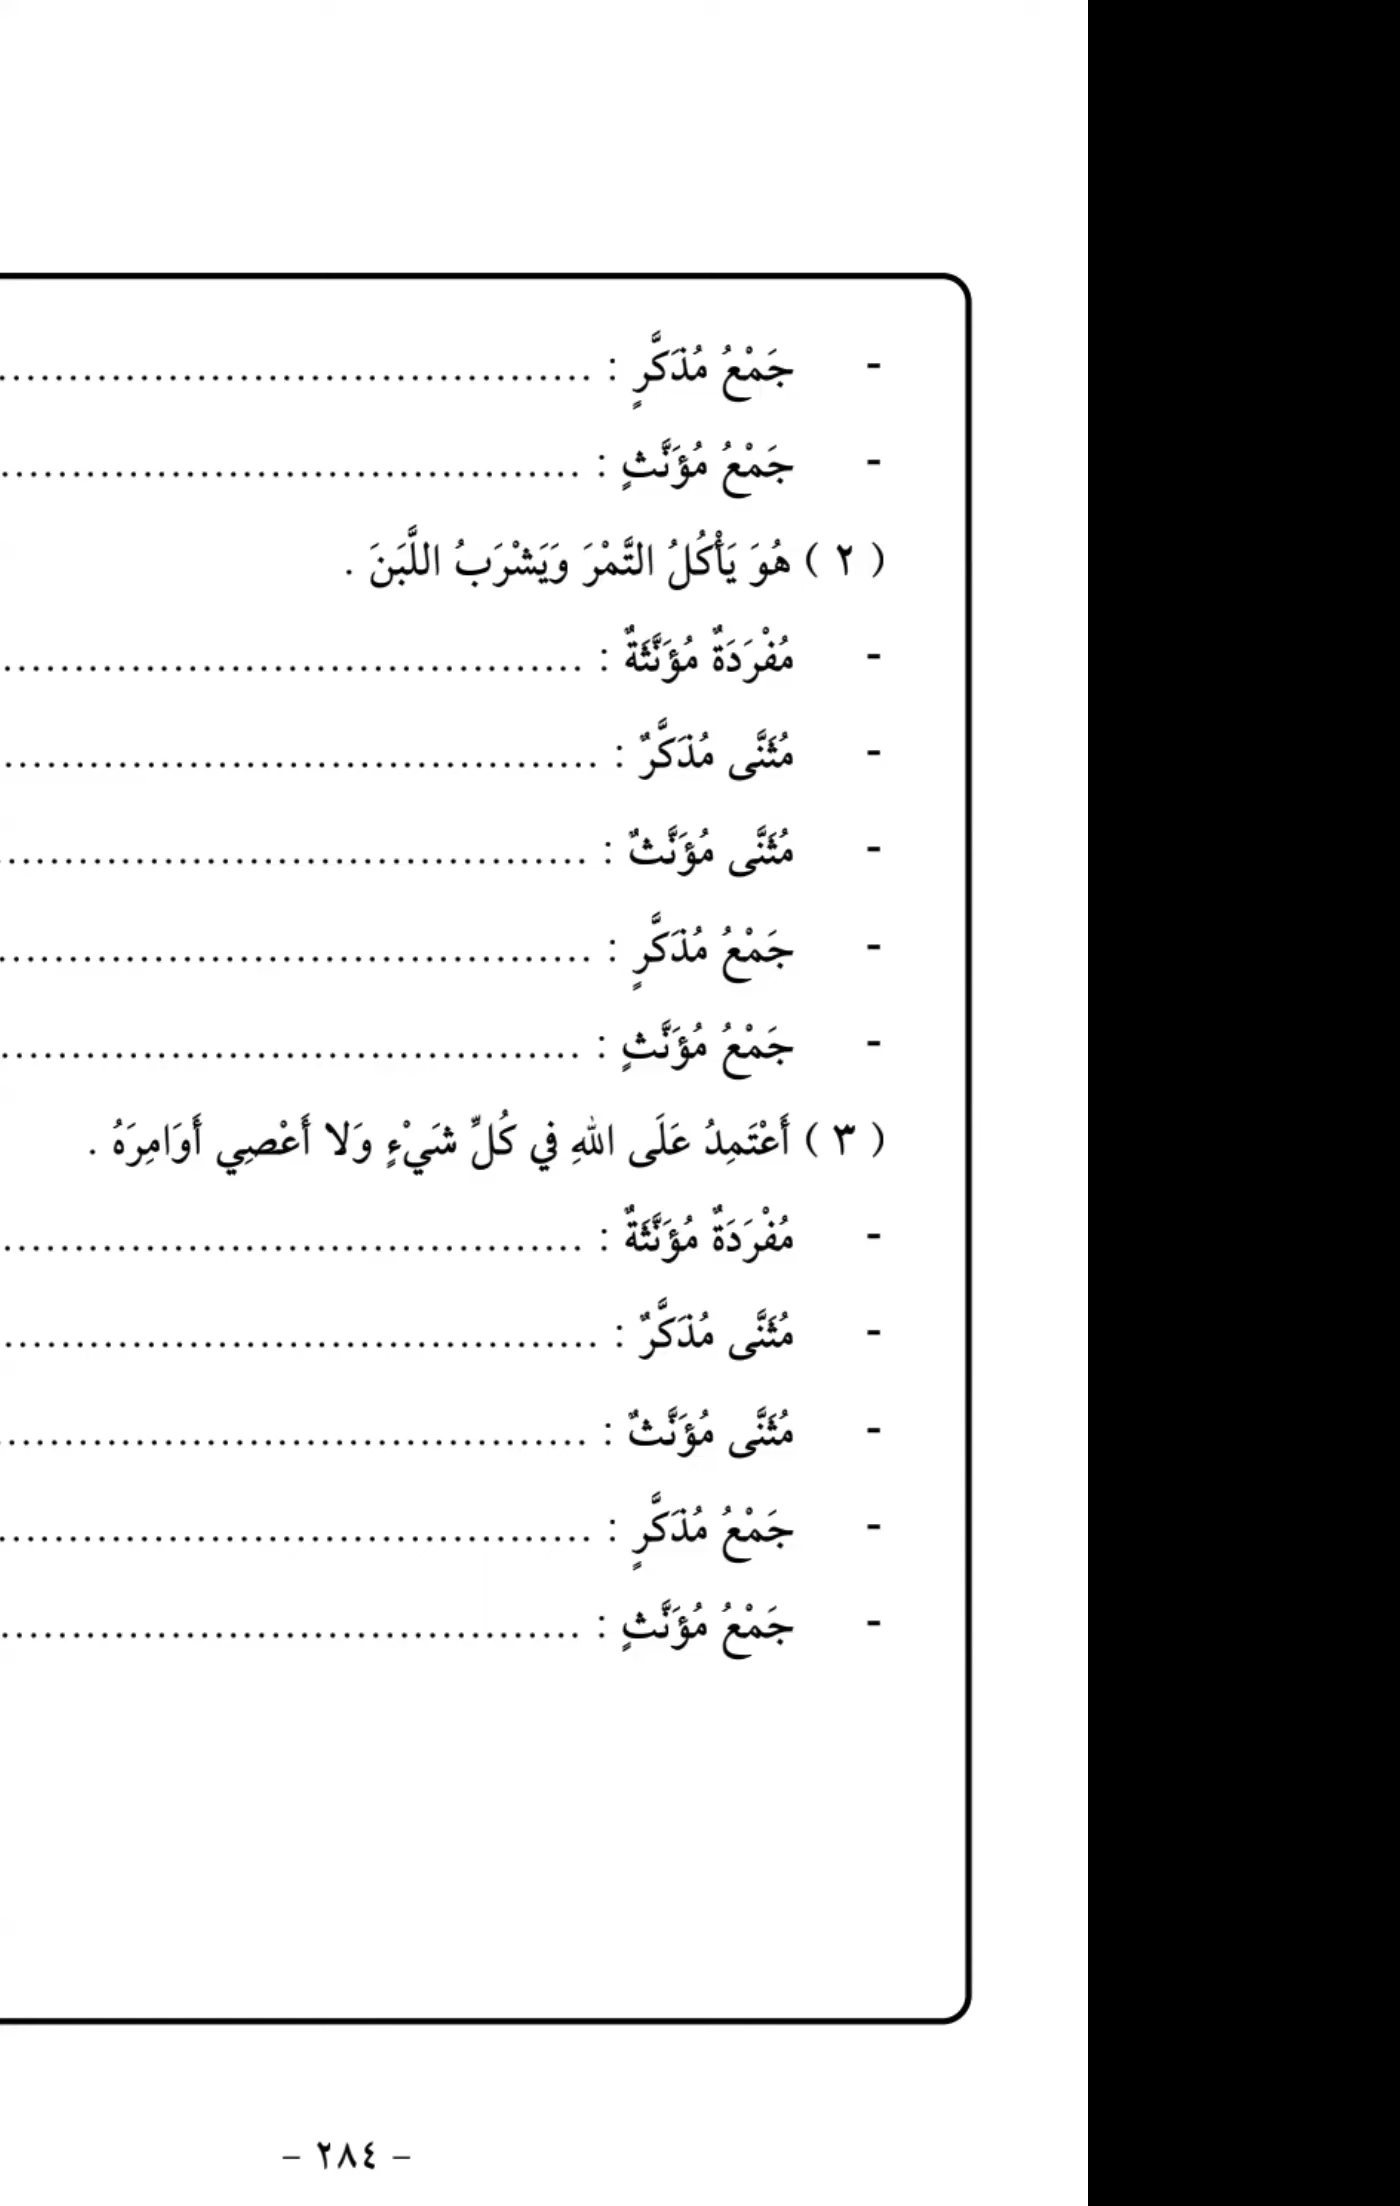 - جَمْعُ مُذَكَّرٍ : ..........................................
- جَمْعُ مُؤَنَّثٍ : .........................................
( ٢ ) هُوَ يَأْكُلُ التَّمْرَ وَيَشْرَبُ اللَّبَنَ .
- مُفْرَدَةٌ مُؤَنَّثَةٌ : .........................................
- مُثَنَّى مُذَكَّرٌ : ..........................................
- مُثَنَّى مُؤَنَّثٌ : ..........................................
- جَمْعُ مُذَكَّرٍ : ..........................................
- جَمْعُ مُؤَنَّثٍ : .........................................
( ٣ ) أَعْتَمِدُ عَلَى اللهِ فِي كُلِّ شَيْءٍ وَلا أَعْصِي أَوَامِرَهُ .
- مُفْرَدَةٌ مُؤَنَّثَةٌ : .........................................
- مُثَنَّى مُذَكَّرٌ : ..........................................
- مُثَنَّى مُؤَنَّثٌ : ..........................................
- جَمْعُ مُذَكَّرٍ : ..........................................
- جَمْعُ مُؤَنَّثٍ : .........................................
- ٢٨٤ -